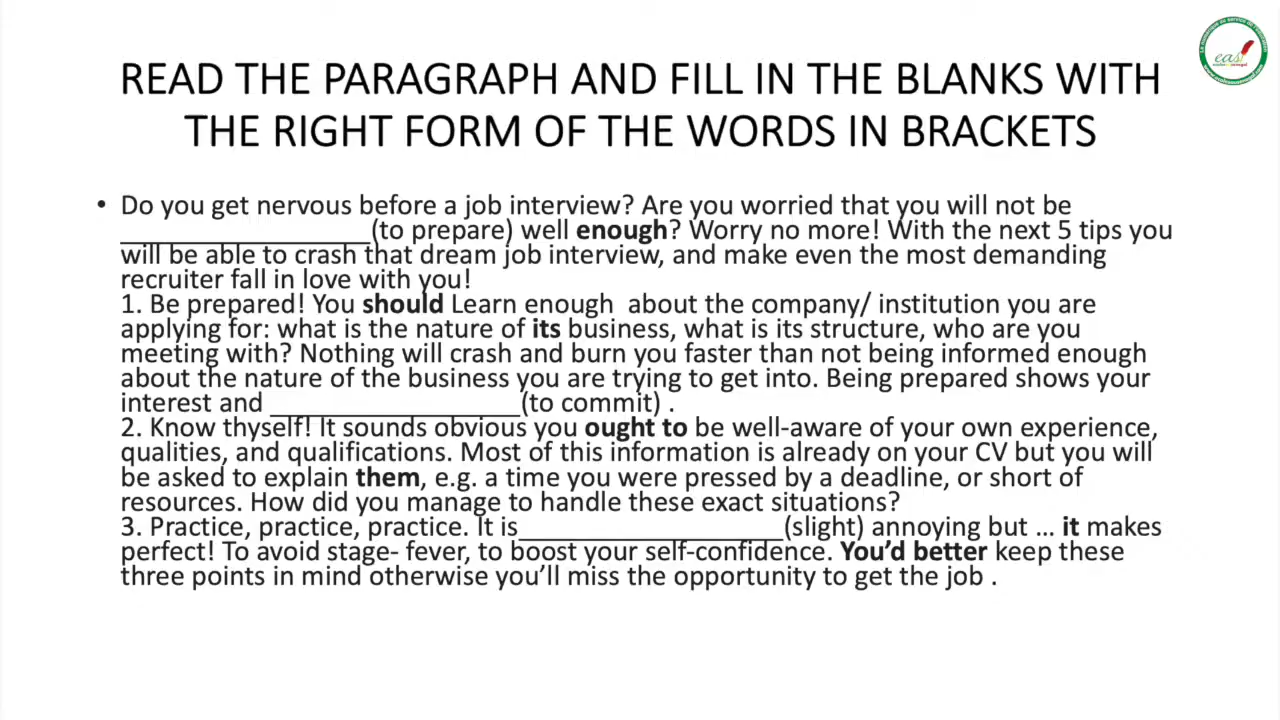 READ THE PARAGRAPH AND FILL IN THE BLANKS WITH
THE RIGHT FORM OF THE WORDS IN BRACKETS
• Do you get nervous before a job interview? Are you worried that you will not be
__________________(to prepare) well enough? Worry no more! With the next 5 tips you
will be able to crash that dream job interview, and make even the most demanding
recruiter fall in love with you!
1. Be prepared! You should Learn enough  about the company/ institution you are
applying for: what is the nature of its business, what is its structure, who are you
meeting with? Nothing will crash and burn you faster than not being informed enough
about the nature of the business you are trying to get into. Being prepared shows your
interest and __________________(to commit) .
2. Know thyself! It sounds obvious you ought to be well-aware of your own experience,
qualities, and qualifications. Most of this information is already on your CV but you will
be asked to explain them, e.g. a time you were pressed by a deadline, or short of
resources. How did you manage to handle these exact situations?
3. Practice, practice, practice. It is___________________(slight) annoying but … it makes
perfect! To avoid stage- fever, to boost your self-confidence. You’d better keep these
three points in mind otherwise you’ll miss the opportunity to get the job .
eas